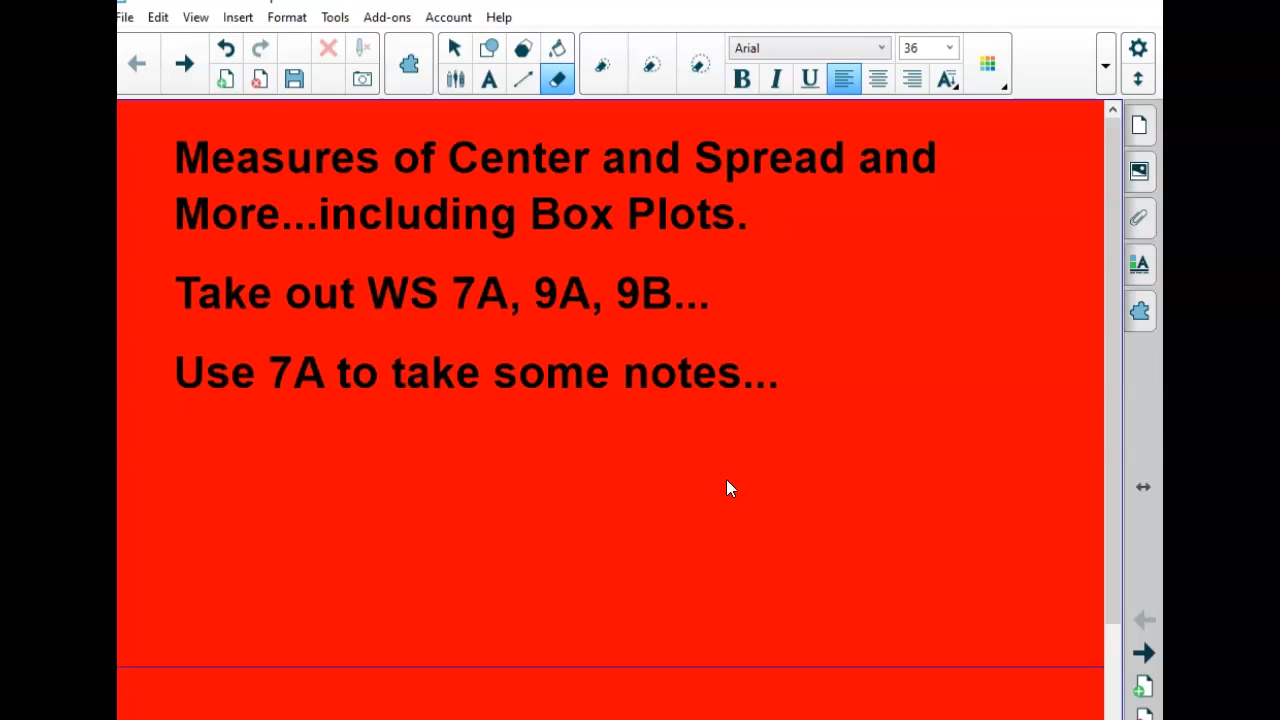 File Edit View Insert Format Tools Add-ons Account Help
Arial 36
B I U A
A
A
Measures of Center and Spread and
More...including Box Plots.
Take out WS 7A, 9A, 9B...
Use 7A to take some notes...